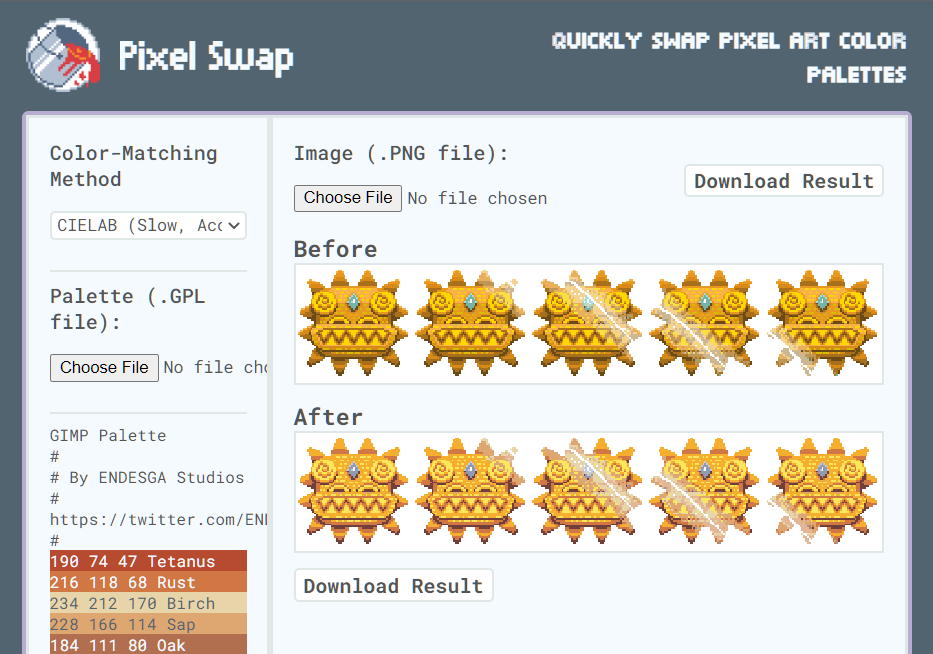 Pixel Swap
QUICKLY SWAP PIXEL ART COLOR
PALETTES
Color-Matching
Method
CIELAB (Slow, Acc
Palette (.GPL
file):
Choose File No file cho
GIMP Palette
#
# By ENDESGA Studios
#
https://twitter.com/EN
#
190 74 47 Tetanus
216 118 68 Rust
234 212 170 Birch
228 166 114 Sap
184 111 80 Oak
Image (.PNG file):
Choose File No file chosen
Download Result
Before
After
Download Result